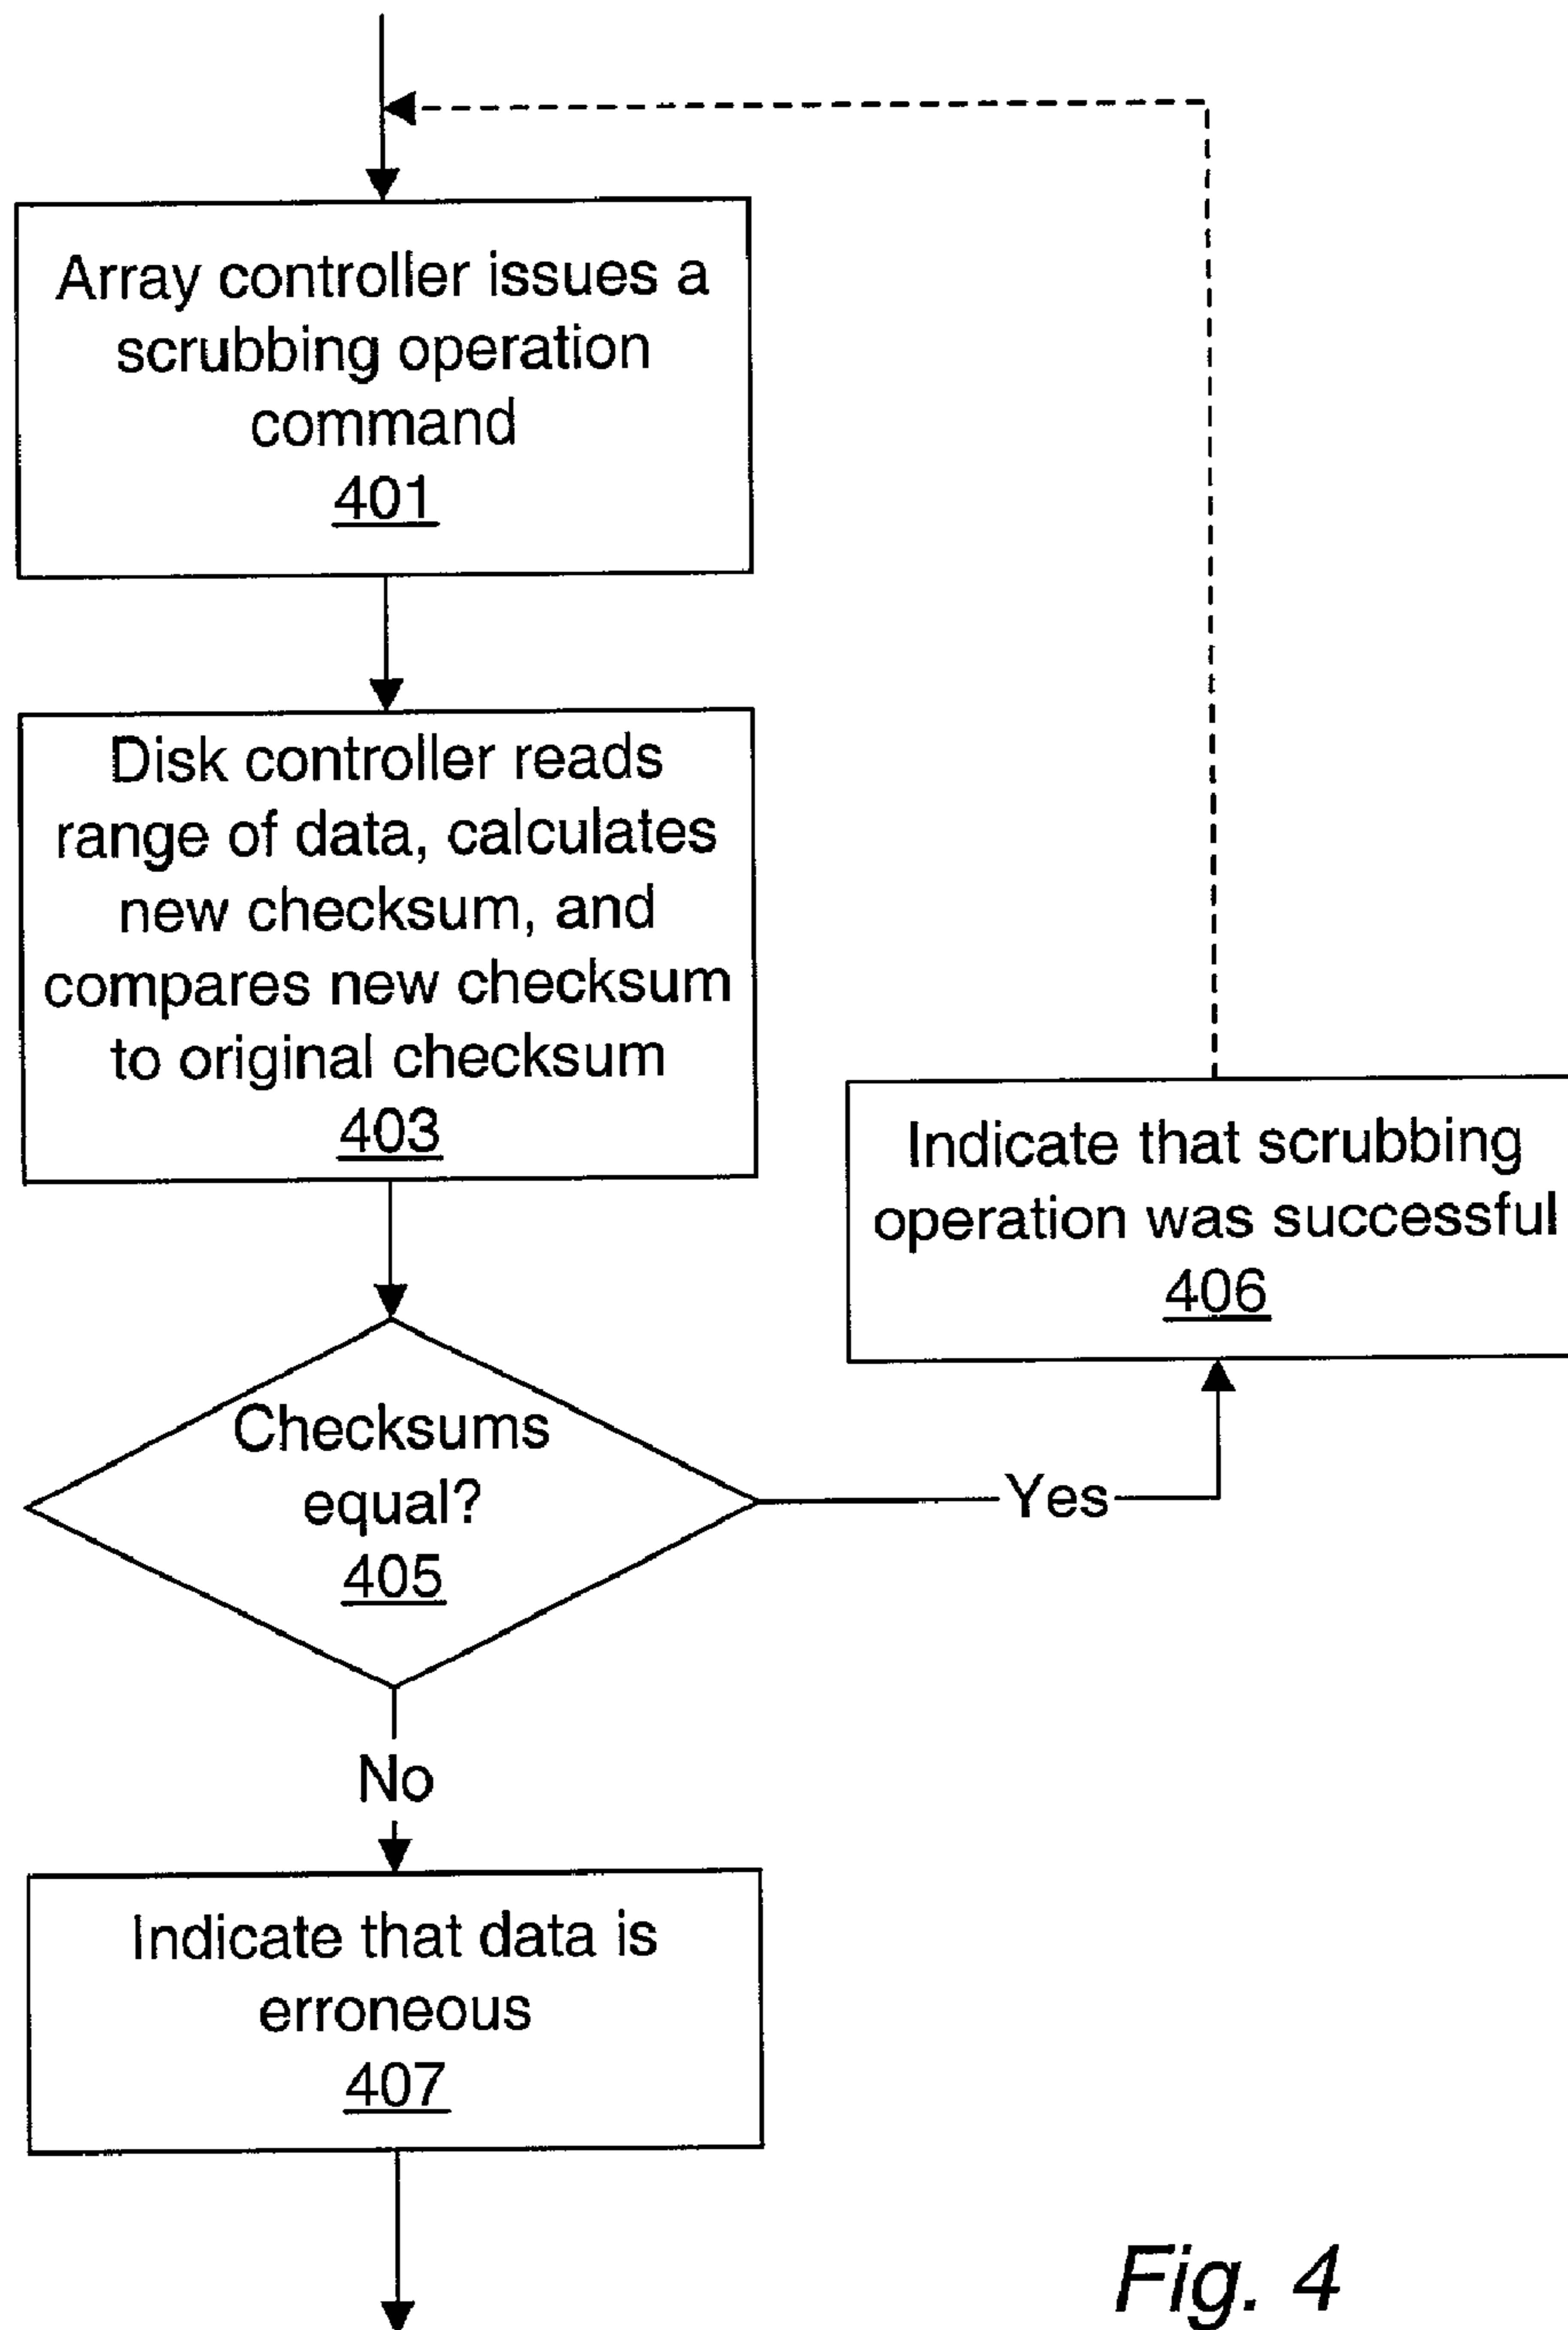 Array controller issues a
scrubbing operation
command
401
Disk controller reads
range of data, calculates
new checksum, and
compares new checksum
to original checksum
403
Indicate that scrubbing
operation was successful
406
Checksums
equal?
405
Yes
No
Indicate that data is
erroneous
407
Fig. 4